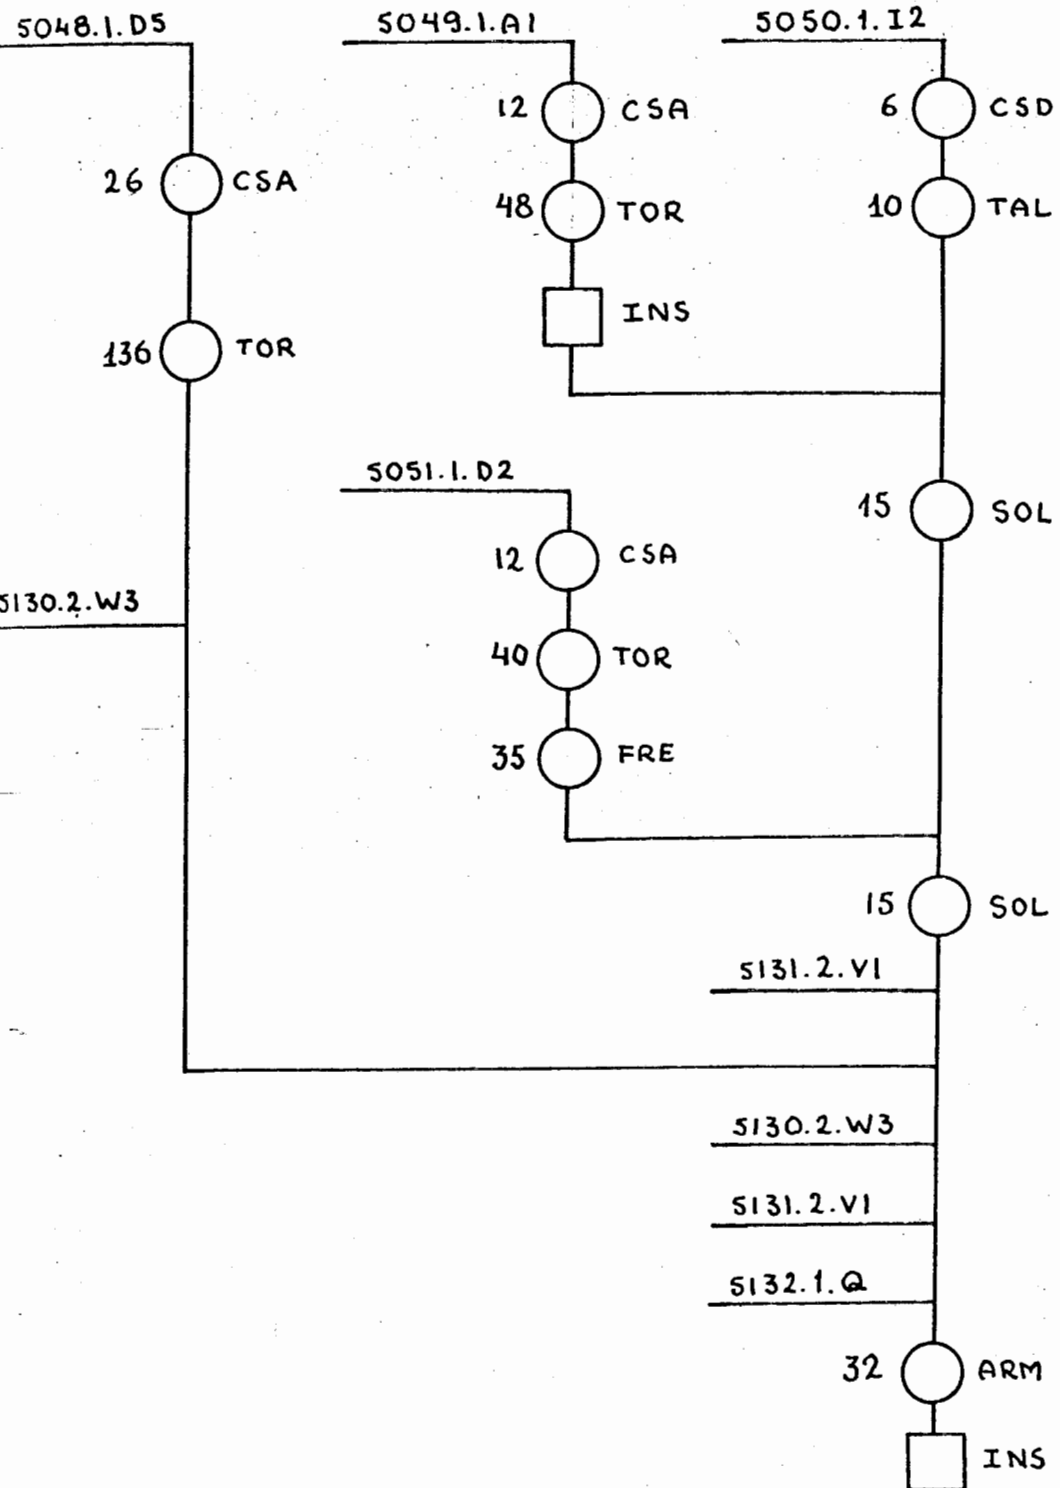 5048.1.D5
5049.1.A1
5050.1.I2
12 CSA
6 CSD
26 CSA
48 TOR
10 TAL
INS
136 TOR
5051.1.D2
15 SOL
12 CSA
5130.2.W3
40 TOR
35 FRE
15 SOL
5131.2.V1
5130.2.W3
5131.2.V1
5132.1.Q
32 ARM
INS